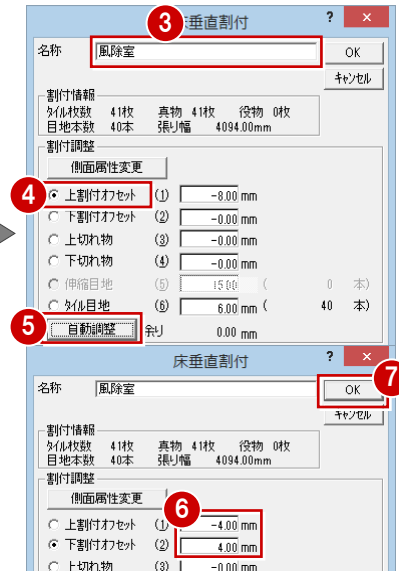 床垂直割付 ? ×
3
名称 風除室 OK
キャンセル
割付情報
タイル枚数 41枚 真物 41枚 役物 0枚
目地本数 40本 張り幅 4094.00mm
割付調整
側面属性変更
4
上割付オフセット (1) -8.00 mm
下割付オフセット (2) -0.00 mm
上切れ物 (3) -0.00 mm
下切れ物 (4) -0.00 mm
伸縮目地 (5) 15.00 ( 0 本)
タイル目地 (6) 6.00 mm ( 40 本)
5
自動調整 余り 0.00 mm
床垂直割付 ? ×
7
名称 風除室 OK
キャンセル
割付情報
タイル枚数 41枚 真物 41枚 役物 0枚
目地本数 40本 張り幅 4094.00mm
割付調整
側面属性変更
6
上割付オフセット (1) -4.00 mm
下割付オフセット (2) 4.00 mm
上切れ物 (3) -0.00 mm